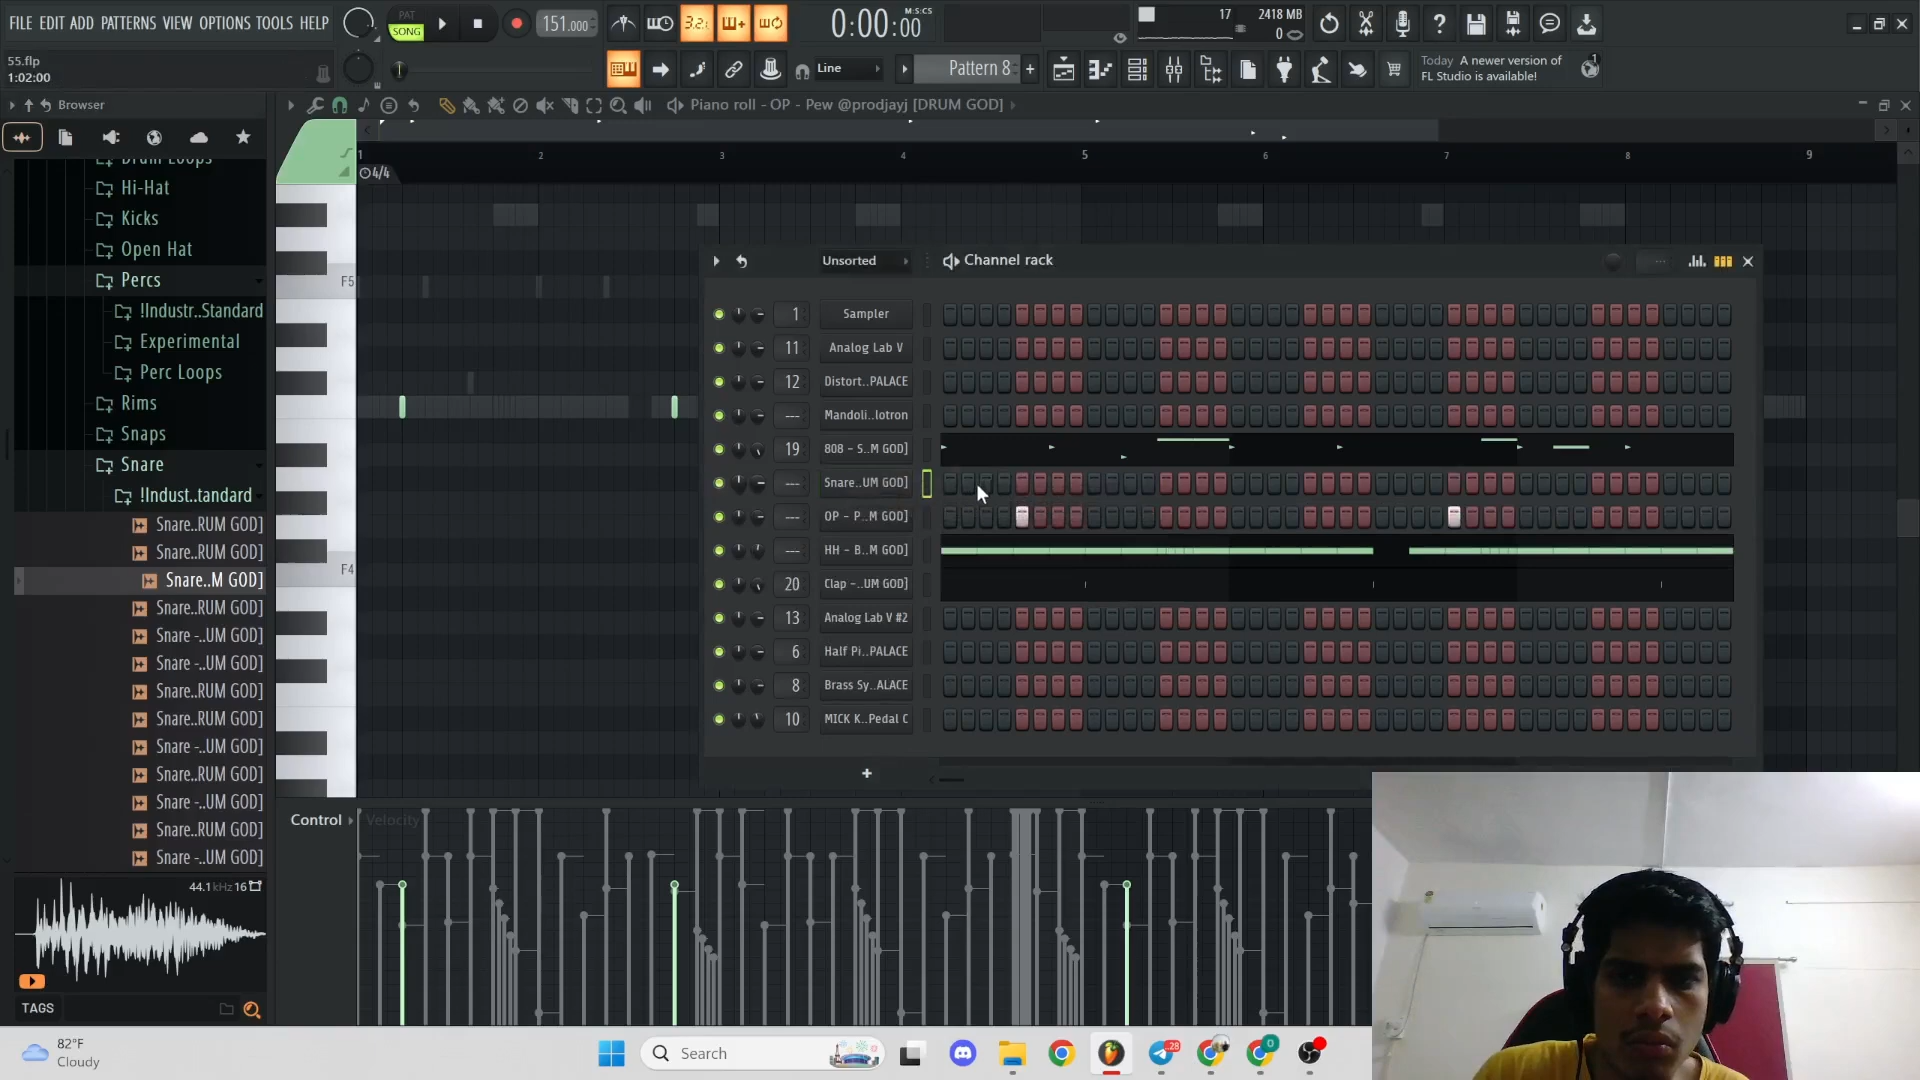 FILE EDIT ADD PATTERNS VIEW OPTIONS TOOLS HELP
PAT
SONG
151.000
3.2.
0:00:00
M:S:CS
17
2418 MB
0
55.flp
1:02:00
Line
Pattern 8
Today A newer version of
FL Studio is available!
Browser
Piano roll - OP - Pew @prodjayj [DRUM GOD]
Drum Loops
Hi-Hat
Kicks
Open Hat
Percs
!Industr..Standard
Experimental
Perc Loops
Rims
Snaps
Snare
!Indust..tandard
Snare..RUM GOD]
Snare..RUM GOD]
Snare..M GOD]
Snare..RUM GOD]
Snare -..UM GOD]
Snare -..UM GOD]
Snare..RUM GOD]
Snare..RUM GOD]
Snare -..UM GOD]
Snare..RUM GOD]
Snare -..UM GOD]
Snare..RUM GOD]
Snare -..UM GOD]
44.1kHz 16
TAGS
1 2 3 4 5 6 7 8 9
4/4
F5
F4
Unsorted
Channel rack
1 Sampler
11 Analog Lab V
12 Distort..PALACE
--- Mandoli..lotron
19 808 - S..M GOD]
--- Snare..UM GOD]
--- OP - P..M GOD]
--- HH - B..M GOD]
20 Clap -..UM GOD]
13 Analog Lab V #2
6 Half Pi..PALACE
8 Brass Sy..ALACE
10 MICK K..Pedal C
+
Control
Velocity
82°F
Cloudy
Search
28
0